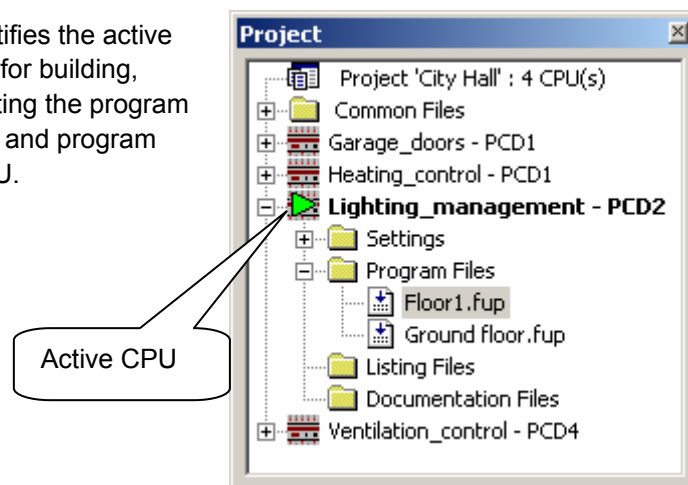 tifies the active
for building,
ting the program
and program
U.
Project
Project 'City Hall' : 4 CPU(s)
Common Files
Garage_doors - PCD1
Heating_control - PCD1
Lighting_management - PCD2
Settings
Program Files
Floor1.fup
Ground floor.fup
Listing Files
Documentation Files
Ventilation_control - PCD4
Active CPU